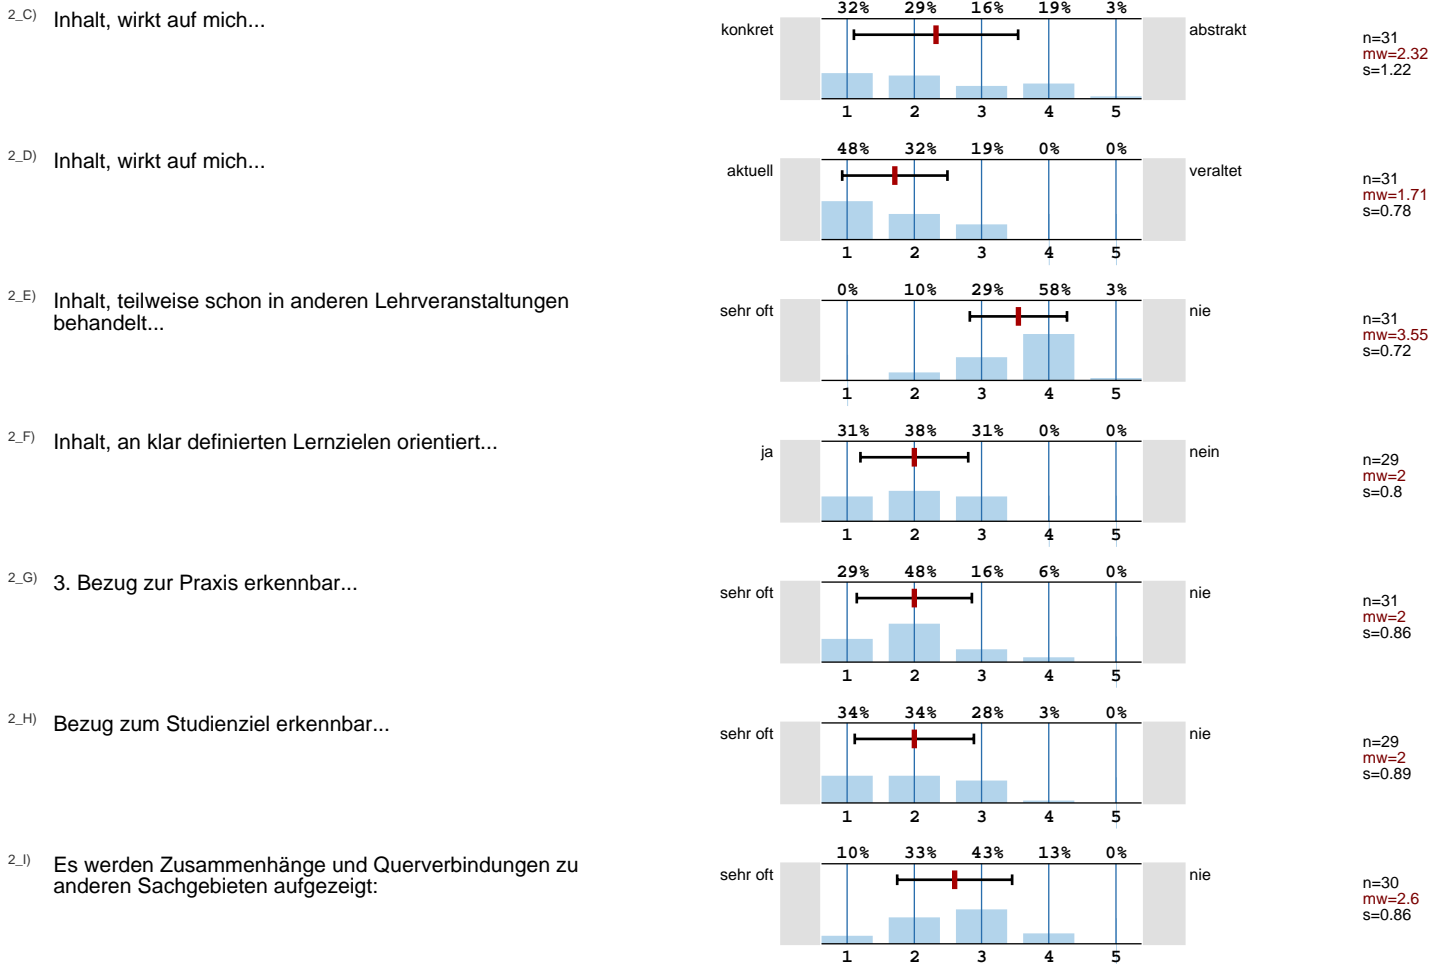 2_C) Inhalt, wirkt auf mich...
32% 29% 16% 19% 3%
konkret abstrakt
n=31
mw=2.32
s=1.22
1 2 3 4 5
2_D) Inhalt, wirkt auf mich...
48% 32% 19% 0% 0%
aktuell veraltet
n=31
mw=1.71
s=0.78
1 2 3 4 5
2_E) Inhalt, teilweise schon in anderen Lehrveranstaltungen
behandelt...
0% 10% 29% 58% 3%
sehr oft nie
n=31
mw=3.55
s=0.72
1 2 3 4 5
2_F) Inhalt, an klar definierten Lernzielen orientiert...
31% 38% 31% 0% 0%
ja nein
n=29
mw=2
s=0.8
1 2 3 4 5
2_G) 3. Bezug zur Praxis erkennbar...
29% 48% 16% 6% 0%
sehr oft nie
n=31
mw=2
s=0.86
1 2 3 4 5
2_H) Bezug zum Studienziel erkennbar...
34% 34% 28% 3% 0%
sehr oft nie
n=29
mw=2
s=0.89
1 2 3 4 5
2_I) Es werden Zusammenhänge und Querverbindungen zu
anderen Sachgebieten aufgezeigt:
10% 33% 43% 13% 0%
sehr oft nie
n=30
mw=2.6
s=0.86
1 2 3 4 5